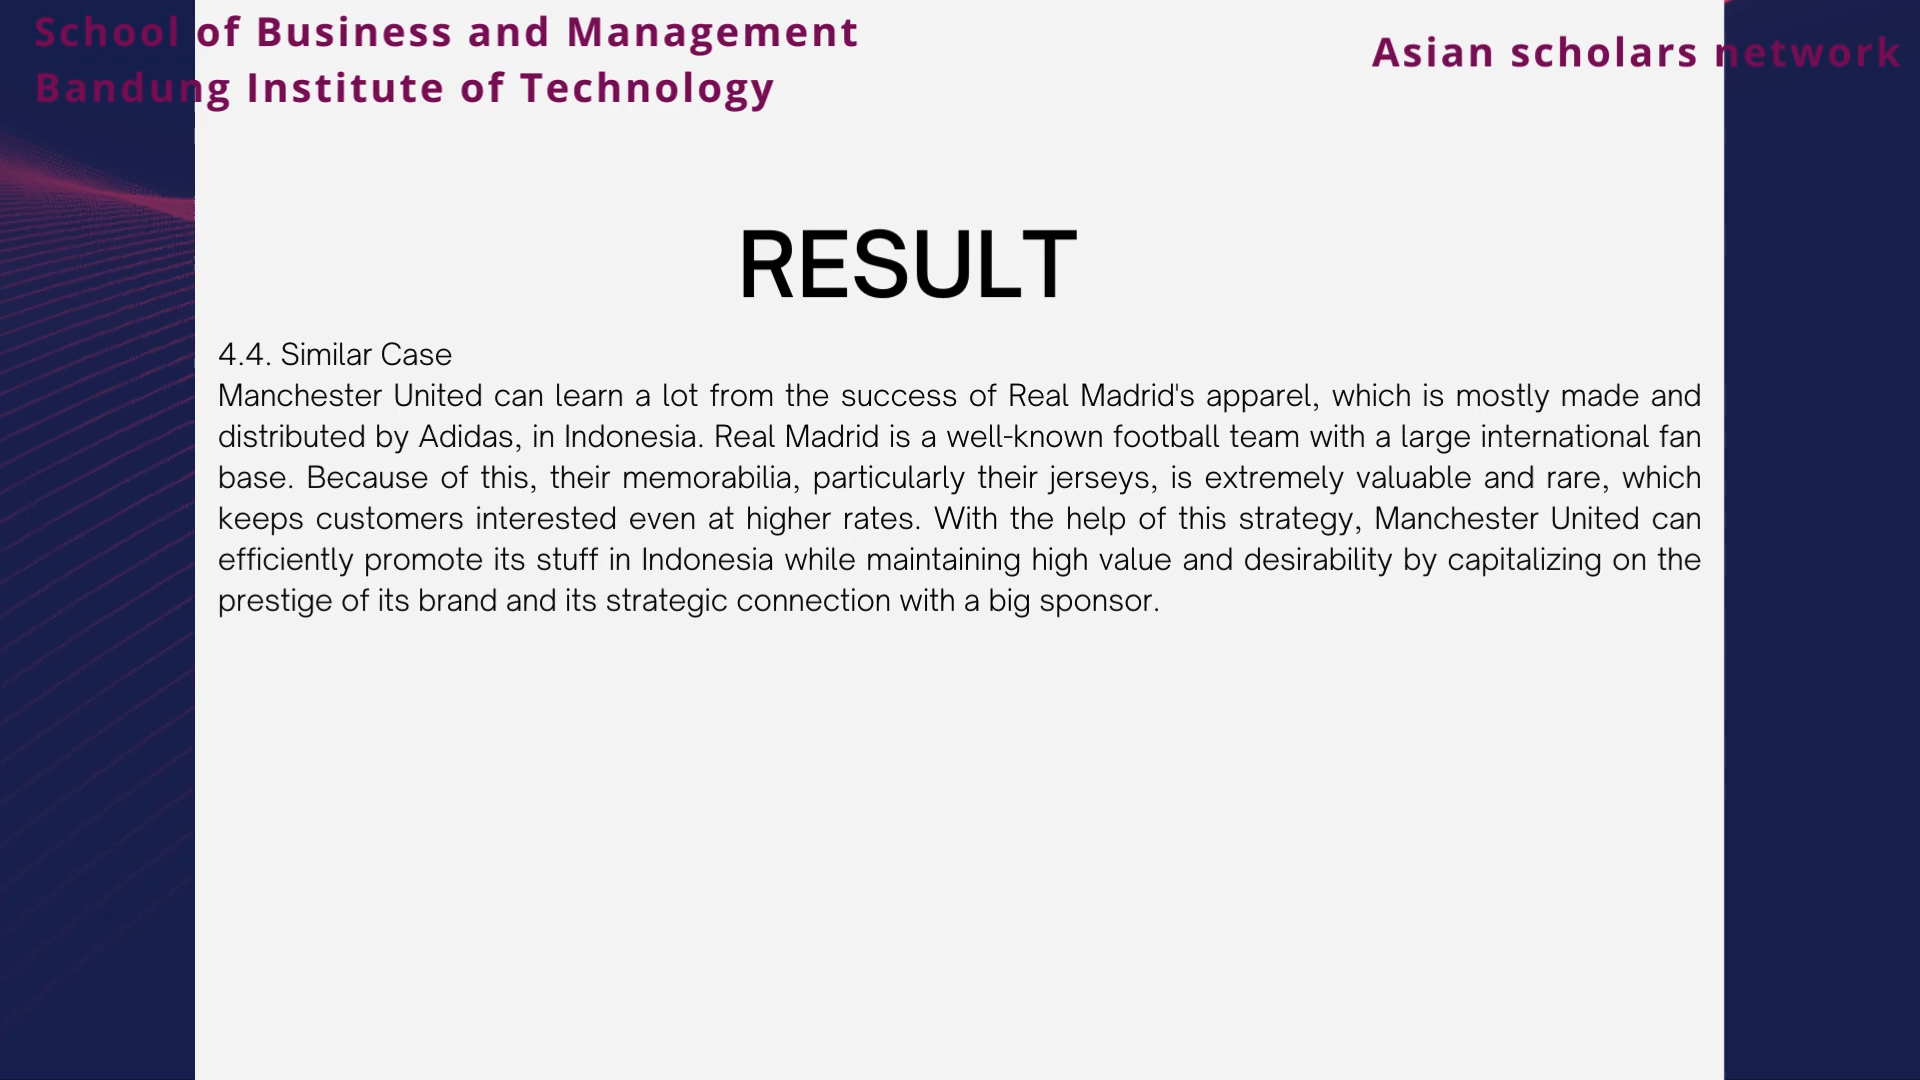 School of Business and Management
Bandung Institute of Technology
Asian scholars network
RESULT
4.4. Similar Case
Manchester United can learn a lot from the success of Real Madrid's apparel, which is mostly made and
distributed by Adidas, in Indonesia. Real Madrid is a well-known football team with a large international fan
base. Because of this, their memorabilia, particularly their jerseys, is extremely valuable and rare, which
keeps customers interested even at higher rates. With the help of this strategy, Manchester United can
efficiently promote its stuff in Indonesia while maintaining high value and desirability by capitalizing on the
prestige of its brand and its strategic connection with a big sponsor.